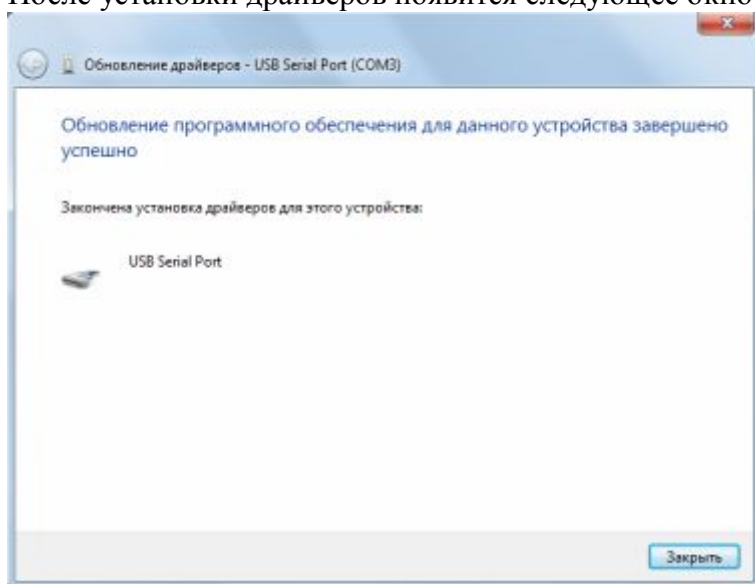 После установки драйверов появится следующее окно
Обновление драйверов - USB Serial Port (COM3)
Обновление программного обеспечения для данного устройства завершено
успешно
Закончена установка драйверов для этого устройства:
USB Serial Port
Закрыть